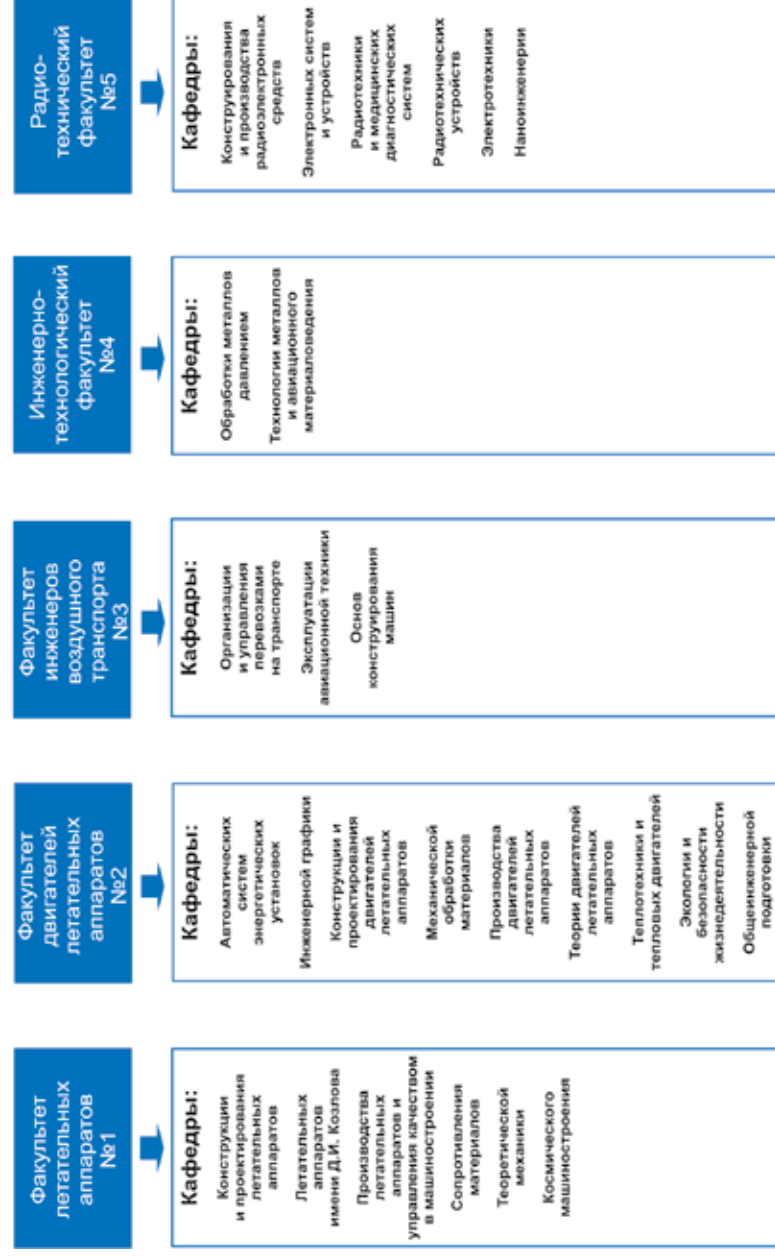 Факультет
летательных
аппаратов
№1
Кафедры:
Конструкции
и проектирования
летательных
аппаратов
Летательных
аппаратов
имени Д.И. Козлова
Производства
летательных
аппаратов и
управления качеством
в машиностроении
Сопротивления
материалов
Теоретической
механики
Космического
машиностроения
Факультет
двигателей
летательных
аппаратов
№2
Кафедры:
Автоматических
систем
энергетических
установок
Инженерной графики
Конструкции и
проектирования
двигателей
летательных
аппаратов
Механической
обработки
материалов
Производства
двигателей
летательных
аппаратов
Теории двигателей
летательных
аппаратов
Теплотехники и
тепловых двигателей
Экологии и
безопасности
жизнедеятельности
Общеинженерной
подготовки
Факультет
инженеров
воздушного
транспорта
№3
Кафедры:
Организации
и управления
перевозками
на транспорте
Эксплуатации
авиационной техники
Основ
конструирования
машин
Инженерно-
технологический
факультет
№4
Кафедры:
Обработки металлов
давлением
Технологии металлов
и авиационного
материаловедения
Радио-
технический
факультет
№5
Кафедры:
Конструирования
и производства
радиоэлектронных
средств
Электронных систем
и устройств
Радиотехники
и медицинских
диагностических
систем
Радиотехнических
устройств
Электротехники
Наноинженерии